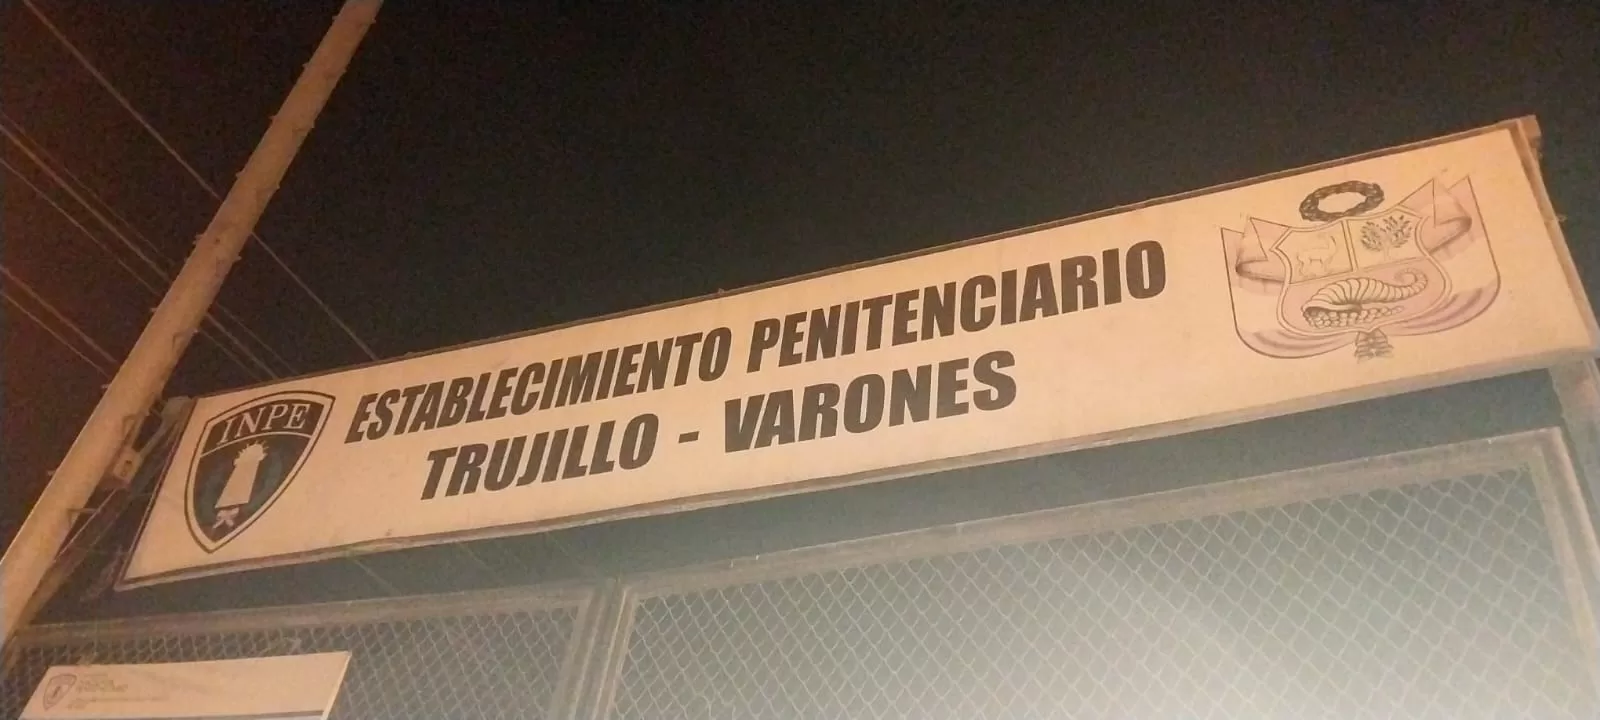 INPE
ESTABLECIMIENTO PENITENCIARIO
TRUJILLO - VARONES